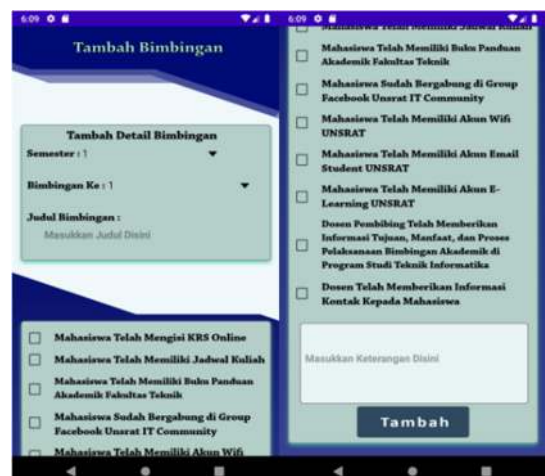 6:09
Tambah Bimbingan
Tambah Detail Bimbingan
Semester : 1
Bimbingan Ke : 1
Judul Bimbingan :
Masukkan Judul Disini
Mahasiswa Telah Mengisi KRS Online
Mahasiswa Telah Memiliki Jadwal Kuliah
Mahasiswa Telah Memiliki Buku Panduan
Akademik Fakultas Teknik
Mahasiswa Sudah Bergabung di Group
Facebook Unsrat IT Community
Mahasiswa Telah Memiliki Akun Wifi
6:09
Mahasiswa Telah Memiliki Jadwal Kuliah
Mahasiswa Telah Memiliki Buku Panduan
Akademik Fakultas Teknik
Mahasiswa Sudah Bergabung di Group
Facebook Unsrat IT Community
Mahasiswa Telah Memiliki Akun Wifi
UNSRAT
Mahasiswa Telah Memiliki Akun Email
Student UNSRAT
Mahasiswa Telah Memiliki Akun E-
Learning UNSRAT
Dosen Pembibing Telah Memberikan
Informasi Tujuan, Manfaat, dan Proses
Pelaksanaan Bimbingan Akademik di
Program Studi Teknik Informatika
Dosen Telah Memberikan Informasi
Kontak Kepada Mahasiswa
Masukkan Keterangan Disini
Tambah